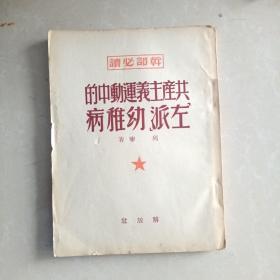 幹部必讀
共產主義運動中的
“左派”幼稚病
列寧著
解放社